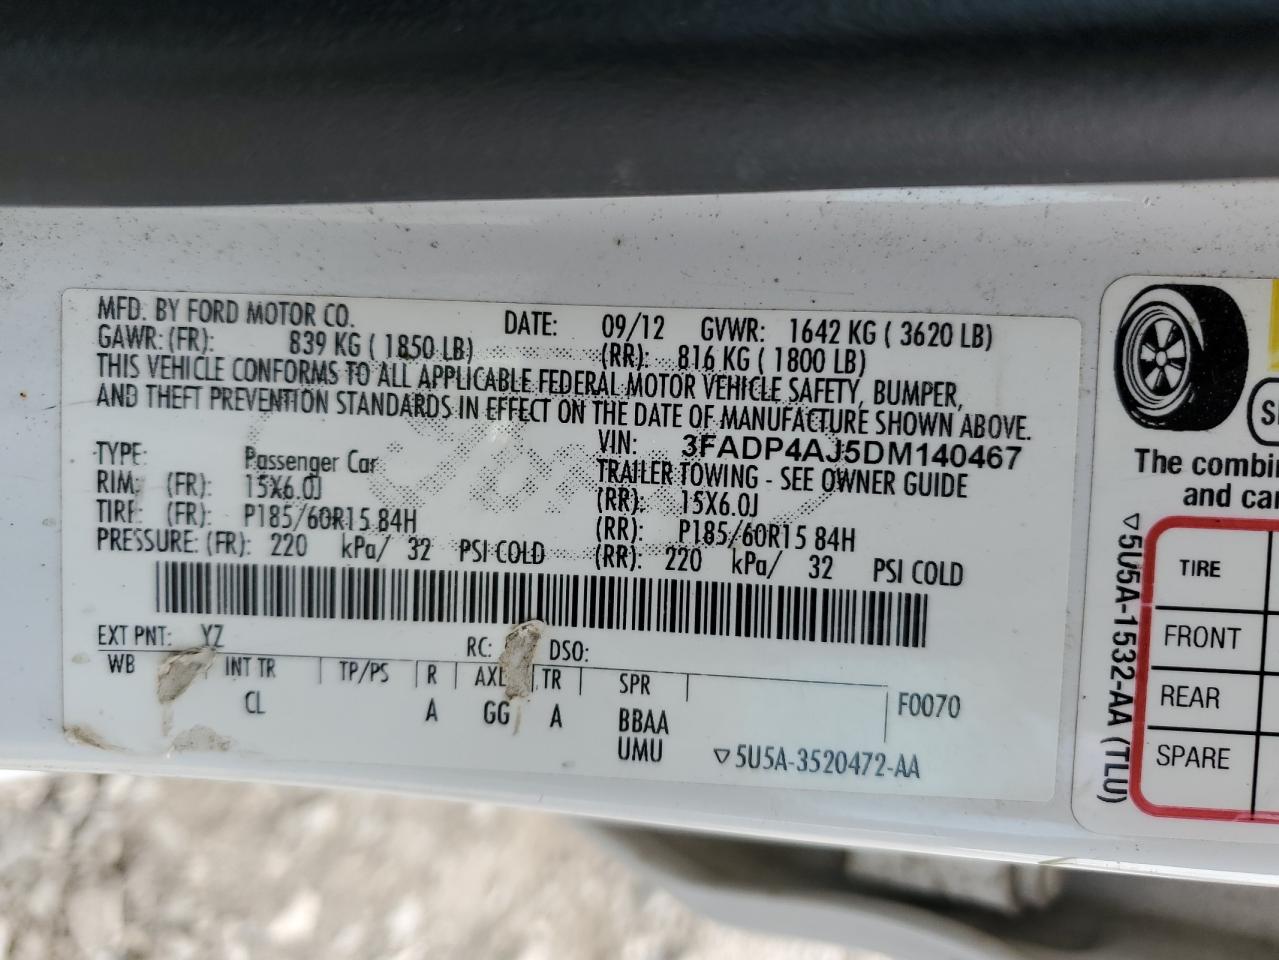 MFD. BY FORD MOTOR CO.
DATE: 09/12 GVWR: 1642 KG ( 3620 LB)
GAWR: (FR): 839 KG ( 1850 LB) (RR): 816 KG ( 1800 LB)
THIS VEHICLE CONFORMS TO ALL APPLICABLE FEDERAL MOTOR VEHICLE SAFETY, BUMPER,
AND THEFT PREVENTION STANDARDS IN EFFECT ON THE DATE OF MANUFACTURE SHOWN ABOVE.
VIN: 3FADP4AJ5DM140467
TYPE: Passenger Car TRAILER TOWING - SEE OWNER GUIDE
RIM: (FR): 15X6.0J (RR): 15X6.0J
TIRE: (FR): P185/60R15 84H (RR): P185/60R15 84H
PRESSURE: (FR): 220 kPa/ 32 PSI COLD (RR): 220 kPa/ 32 PSI COLD
EXT PNT: YZ RC: DSO:
WB INT TR TP/PS R AXL TR SPR F0070
CL A GG A BBAA
UMU ▽5U5A-3520472-AA
The combi
and ca
▽5U5A-1532-AA (TLU)
TIRE
FRONT
REAR
SPARE